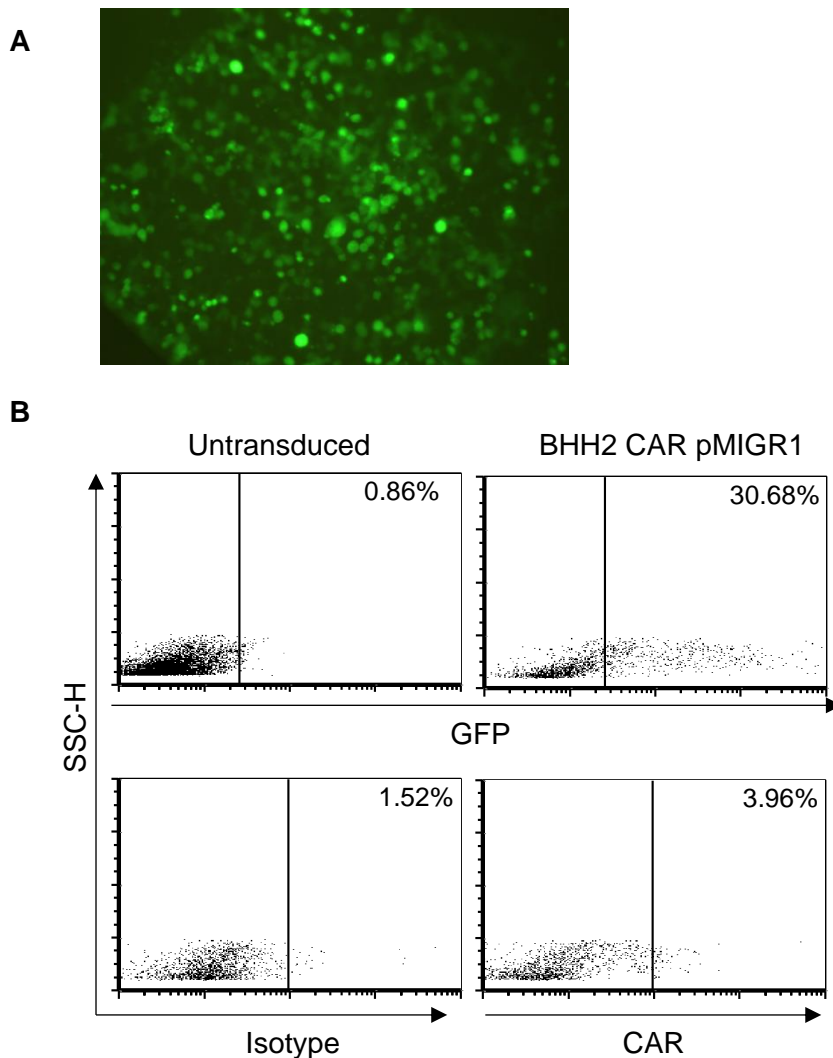 A
B
Untransduced
BHH2 CAR pMIGR1
0.86%
30.68%
SSC-H
GFP
1.52%
3.96%
Isotype
CAR